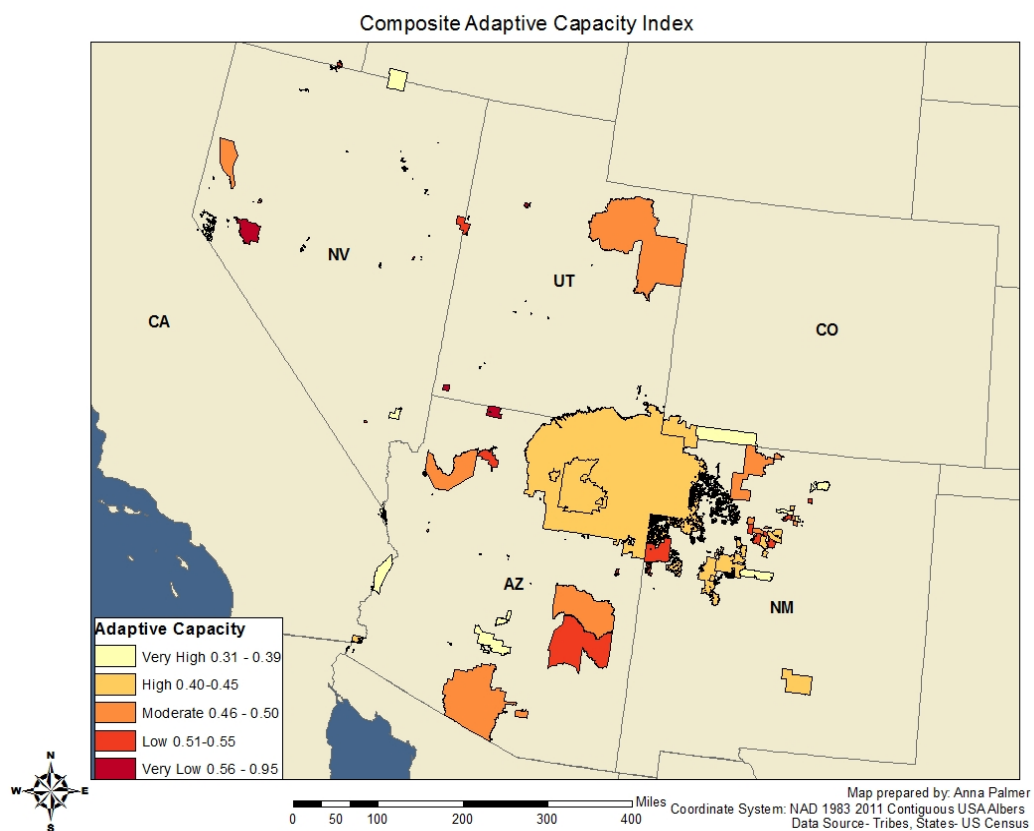 Composite Adaptive Capacity Index
NV
UT
CA
CO
AZ
NM
Adaptive Capacity
Very High 0.31 - 0.39
High 0.40-0.45
Moderate 0.46 - 0.50
Low 0.51-0.55
Very Low 0.56 - 0.95
N
W E
S
Miles
0 50 100 200 300 400
Map prepared by: Anna Palmer
Coordinate System: NAD 1983 2011 Contiguous USA Albers
Data Source- Tribes, States- US Census